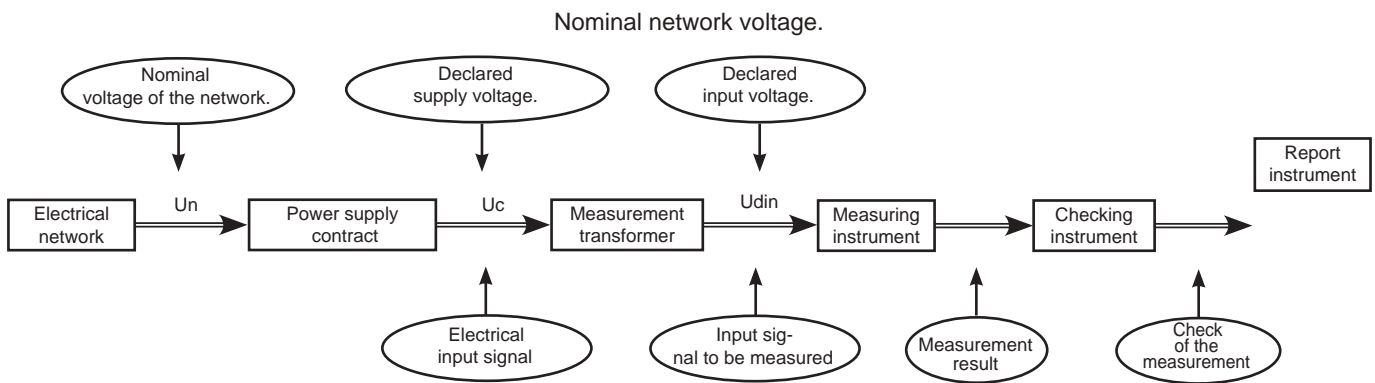 Nominal network voltage.
Nominal
voltage of the network.
Declared
supply voltage.
Declared
input voltage.
Report
instrument
Un
Uc
Udin
Electrical
network
Power supply
contract
Measurement
transformer
Measuring
instrument
Checking
instrument
Electrical
input signal
Input sig-
nal to be measured
Measurement
result
Check
of the
measurement